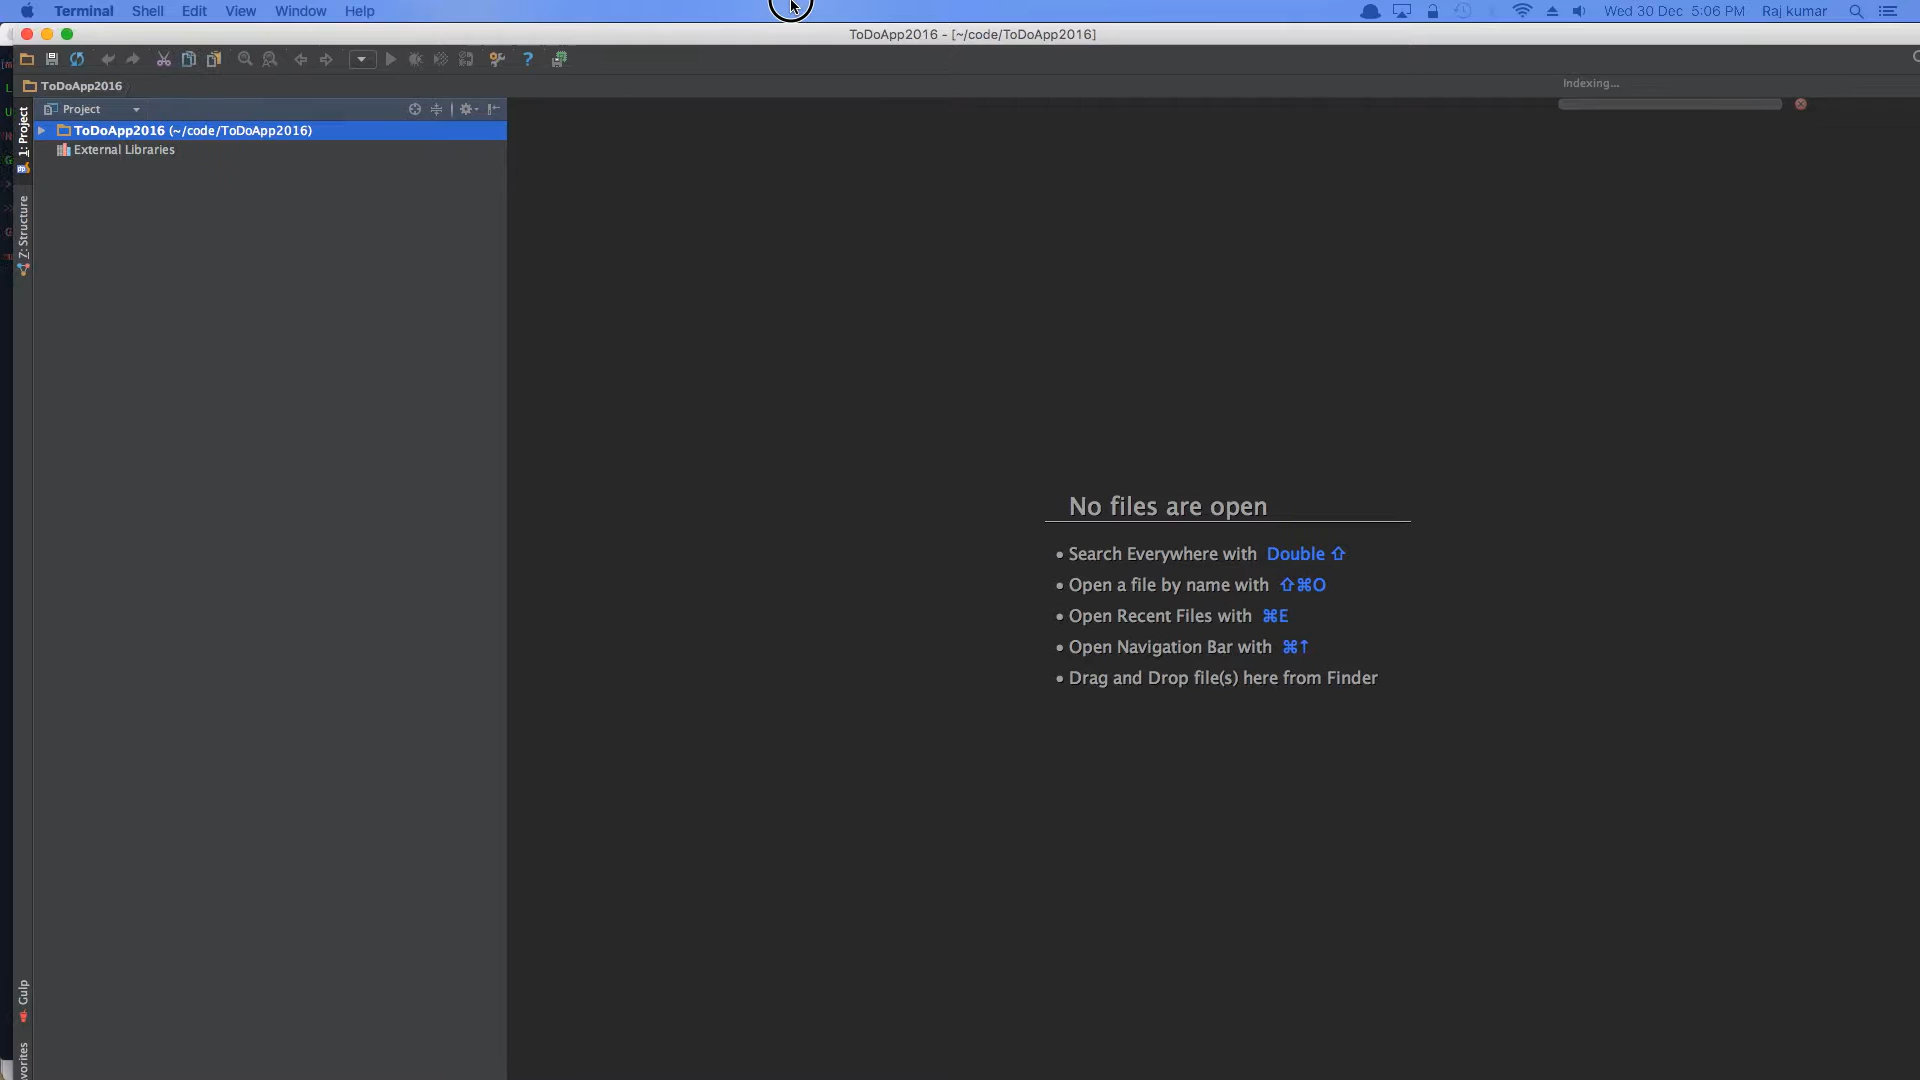 Terminal Shell Edit View Window Help Wed 30 Dec 5:06 PM Raj kumar
ToDoApp2016 - [~/code/ToDoApp2016]
ToDoApp2016
Indexing...
Project
1: Project
ToDoApp2016 (~/code/ToDoApp2016)
External Libraries
Z: Structure
No files are open
• Search Everywhere with Double ⇧
• Open a file by name with ⇧⌘O
• Open Recent Files with ⌘E
• Open Navigation Bar with ⌘↑
• Drag and Drop file(s) here from Finder
Gulp
vorites